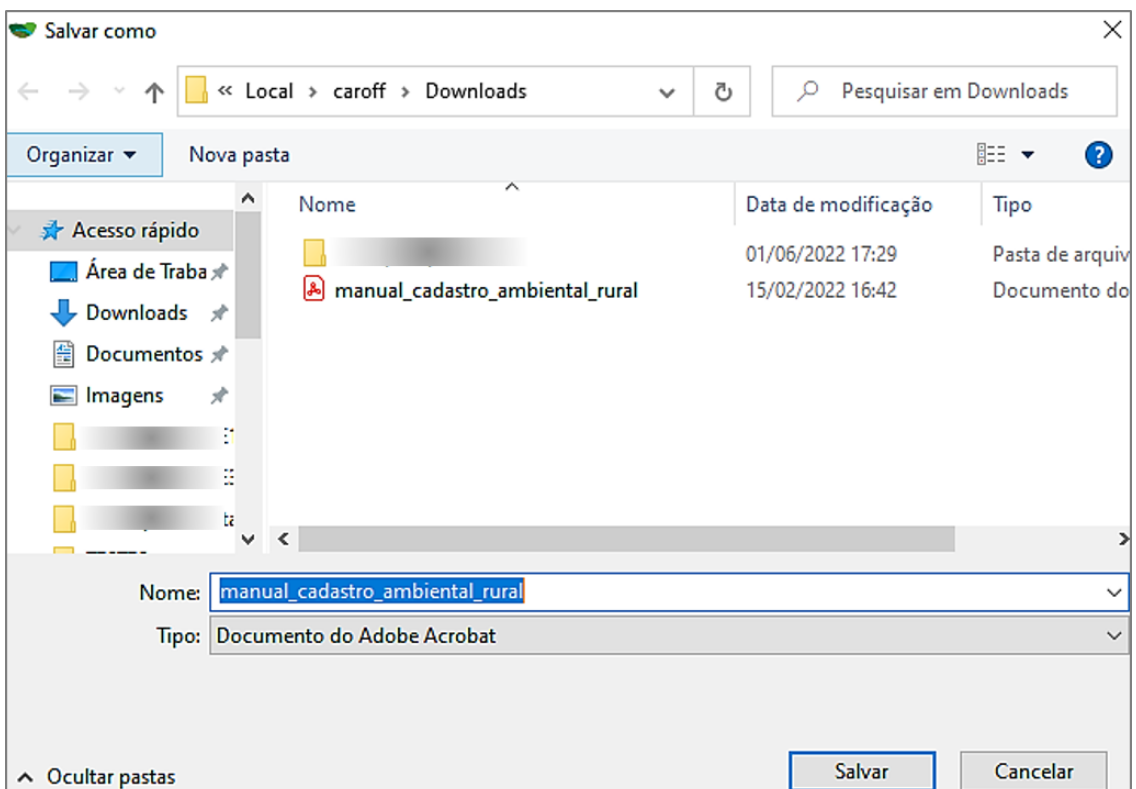 Salvar como
« Local › caroff › Downloads
Pesquisar em Downloads
Organizar
Nova pasta
Nome
Data de modificação
Tipo
Acesso rápido
Área de Traba
Downloads
Documentos
Imagens
01/06/2022 17:29
Pasta de arquiv
manual_cadastro_ambiental_rural
15/02/2022 16:42
Documento do
Nome: manual_cadastro_ambiental_rural
Tipo: Documento do Adobe Acrobat
Ocultar pastas
Salvar
Cancelar